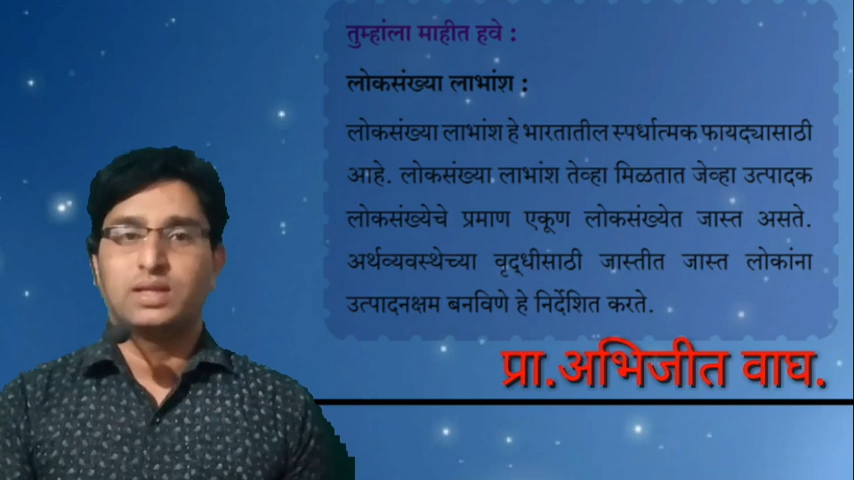 तुम्हांला माहीत हवे :
लोकसंख्या लाभांश :
लोकसंख्या लाभांश हे भारतातील स्पर्धात्मक फायद्यासाठी
आहे. लोकसंख्या लाभांश तेव्हा मिळतात जेव्हा उत्पादक
लोकसंख्येचे प्रमाण एकूण लोकसंख्येत जास्त असते.
अर्थव्यवस्थेच्या वृद्धीसाठी जास्तीत जास्त लोकांना
उत्पादनक्षम बनविणे हे निर्देशित करते.
प्रा.अभिजीत वाघ.